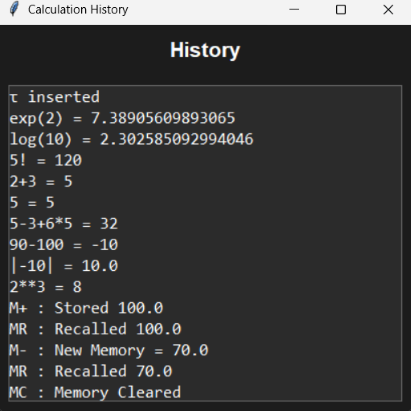 Calculation History
History
τ inserted
exp(2) = 7.38905609893065
log(10) = 2.302585092994046
5! = 120
2+3 = 5
5 = 5
5-3+6*5 = 32
90-100 = -10
|-10| = 10.0
2**3 = 8
M+ : Stored 100.0
MR : Recalled 100.0
M- : New Memory = 70.0
MR : Recalled 70.0
MC : Memory Cleared